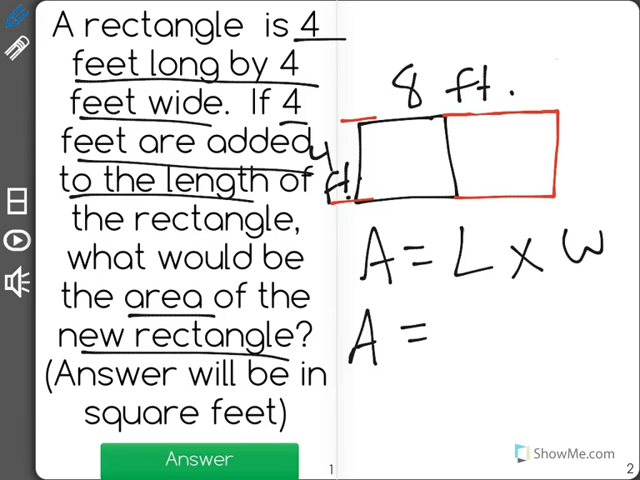 A rectangle is 4
feet long by 4
feet wide. If 4
feet are added
to the length of
the rectangle,
what would be
the area of the
new rectangle?
(Answer will be in
square feet)
Answer
1
8 ft.
4
ft.
A = L x W
A =
ShowMe.com
2